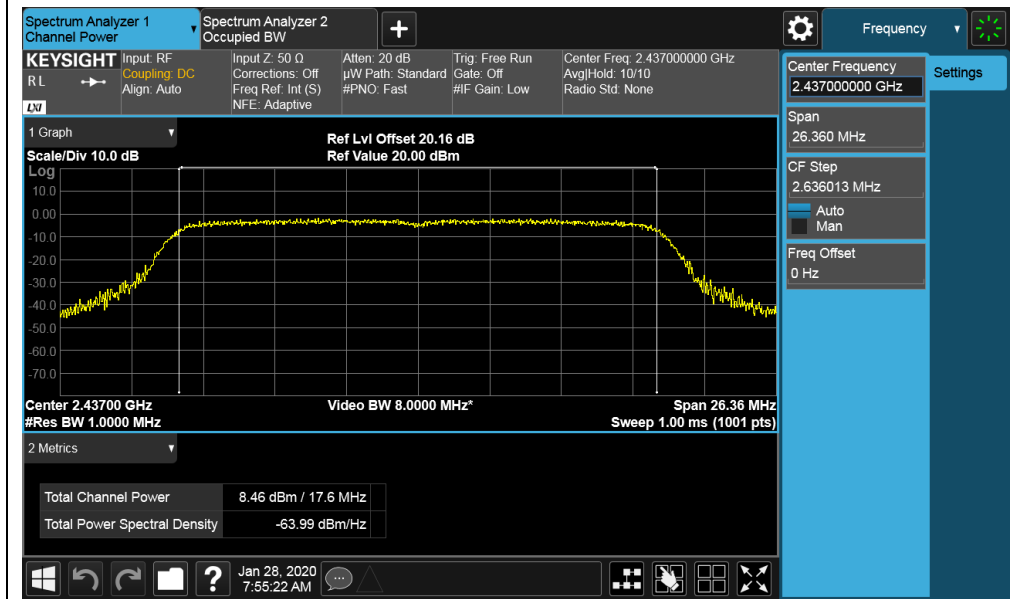 Spectrum Analyzer 1
Channel Power
Spectrum Analyzer 2
Occupied BW
Frequency
KEYSIGHT
R L
LXI
Input: RF
Coupling: DC
Align: Auto
Input Z: 50 Ω
Corrections: Off
Freq Ref: Int (S)
NFE: Adaptive
Atten: 20 dB
µW Path: Standard
#PNO: Fast
Trig: Free Run
Gate: Off
#IF Gain: Low
Center Freq: 2.437000000 GHz
Avg|Hold: 10/10
Radio Std: None
Center Frequency
2.437000000 GHz
Settings
Span
26.360 MHz
CF Step
2.636013 MHz
Auto
Man
Freq Offset
0 Hz
1 Graph
Scale/Div 10.0 dB
Ref Lvl Offset 20.16 dB
Ref Value 20.00 dBm
Log
10.0
0.00
-10.0
-20.0
-30.0
-40.0
-50.0
-60.0
-70.0
Center 2.43700 GHz
#Res BW 1.0000 MHz
Video BW 8.0000 MHz*
Span 26.36 MHz
Sweep 1.00 ms (1001 pts)
2 Metrics
Total Channel Power 8.46 dBm / 17.6 MHz
Total Power Spectral Density -63.99 dBm/Hz
?
Jan 28, 2020
7:55:22 AM